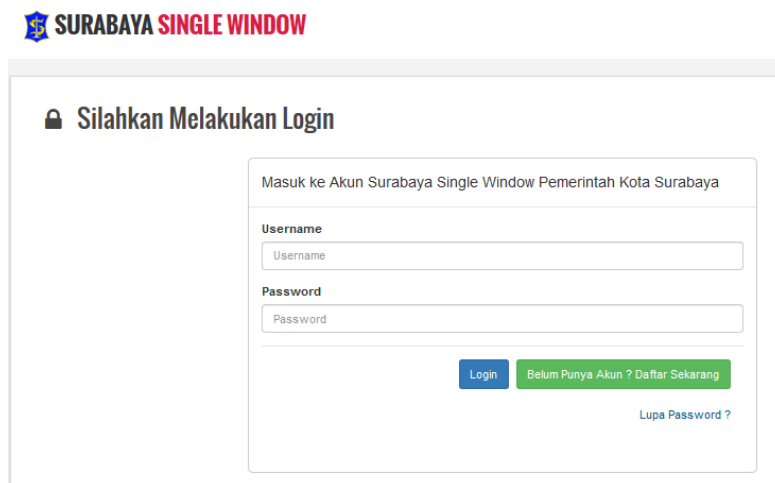 SURABAYA SINGLE WINDOW
Silahkan Melakukan Login
Masuk ke Akun Surabaya Single Window Pemerintah Kota Surabaya
Username
Username
Password
Password
Login
Belum Punya Akun ? Daftar Sekarang
Lupa Password ?